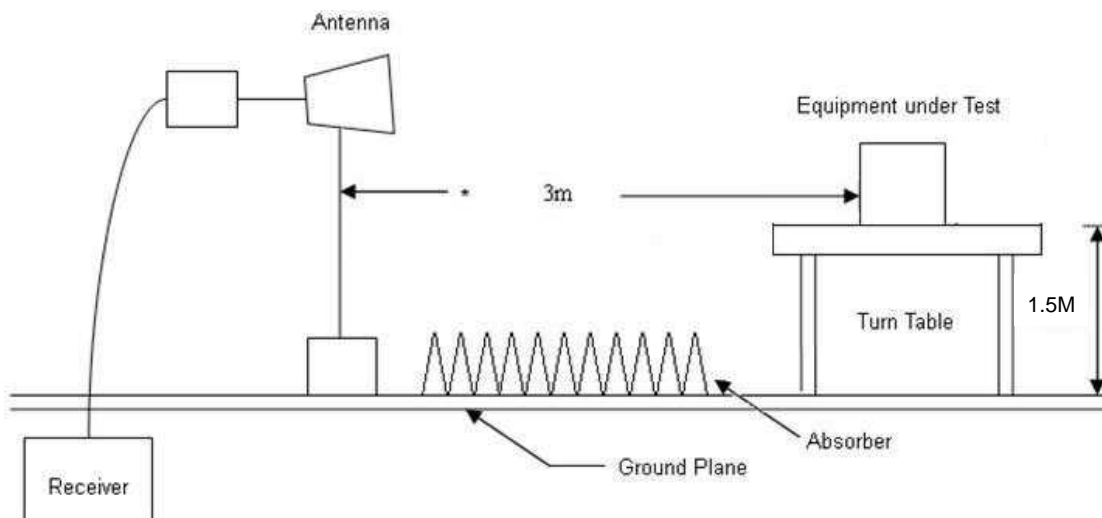 Antenna
Equipment under Test
* 3m
1.5M
Turn Table
Absorber
Ground Plane
Receiver